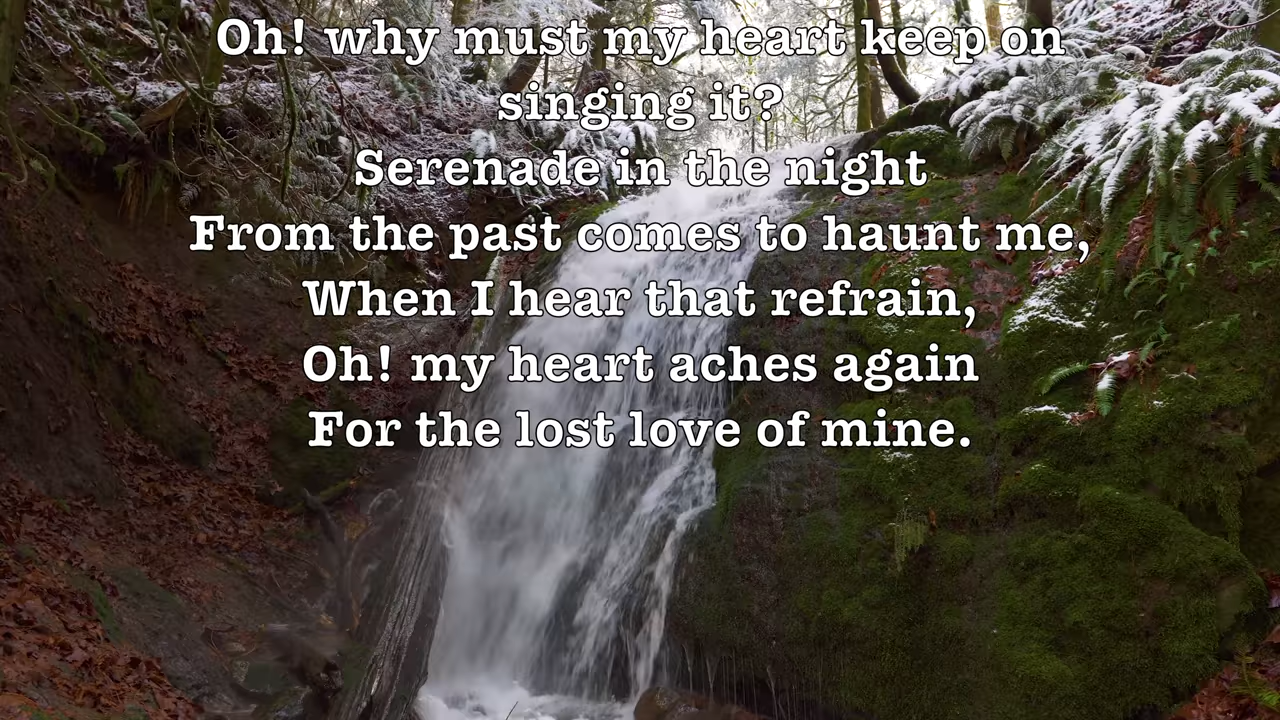 Oh! why must my heart keep on
singing it?
Serenade in the night
From the past comes to haunt me,
When I hear that refrain,
Oh! my heart aches again
For the lost love of mine.